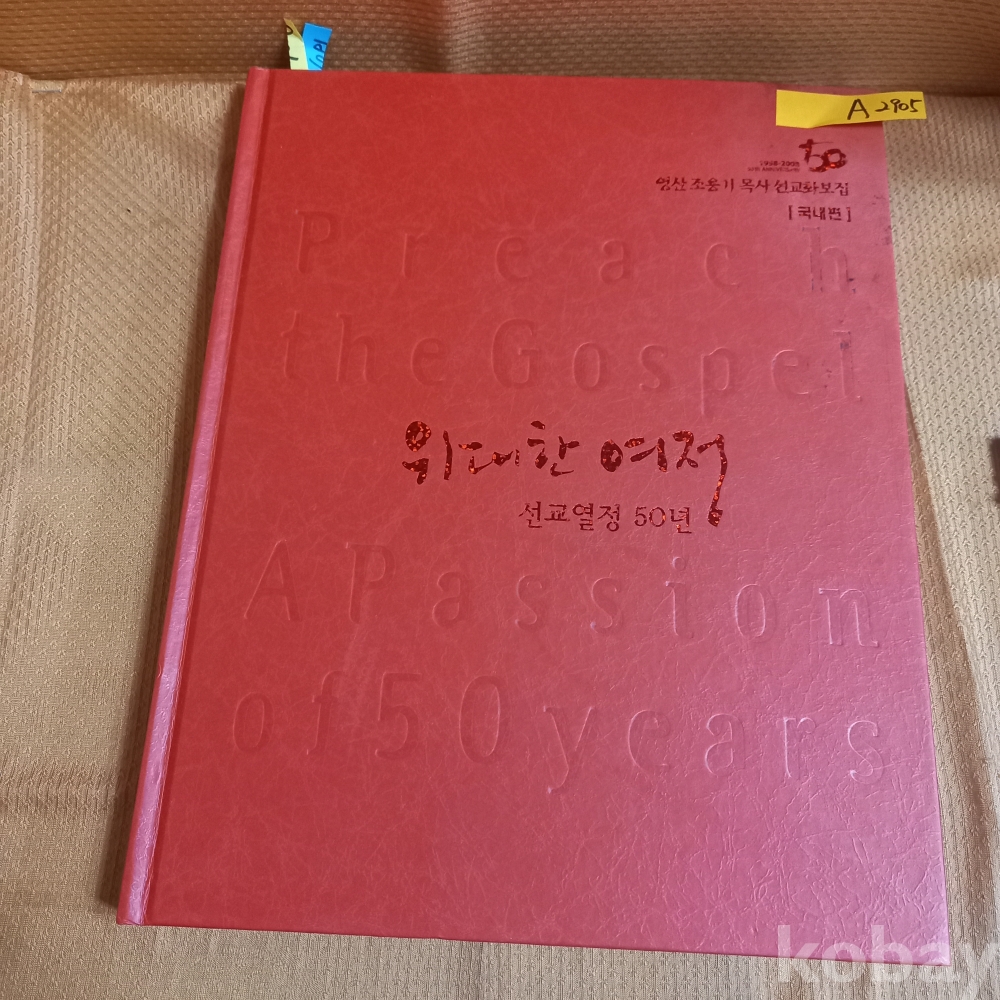 A 2905
50
1958-2008
영산 조용기 목사 선교화보집
[국내편]
Preach
the Gospel
위대한 여정
선교열정 50년
A Passion
of 50 years
kobay